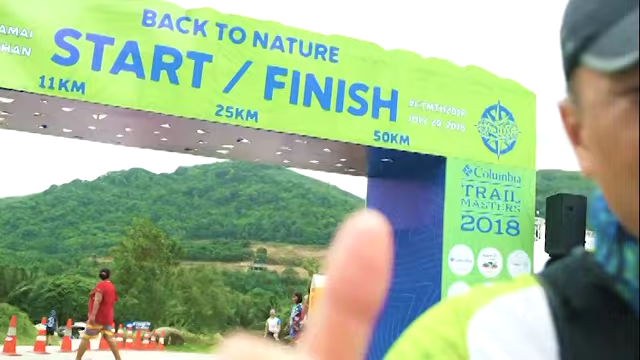 BACK TO NATURE
START / FINISH
11KM
25KM
50KM
Columbia
TRAIL
MASTERS
2018